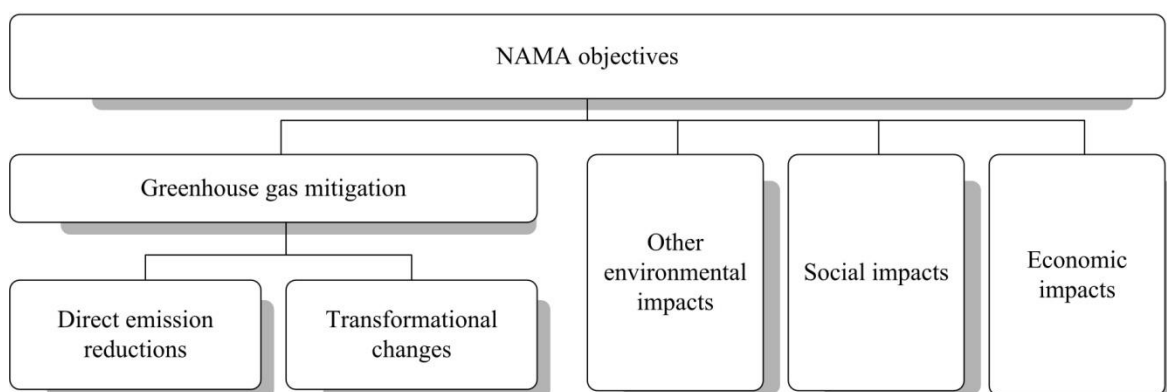 NAMA objectives
Greenhouse gas mitigation
Direct emission
reductions
Transformational
changes
Other
environmental
impacts
Social impacts
Economic
impacts